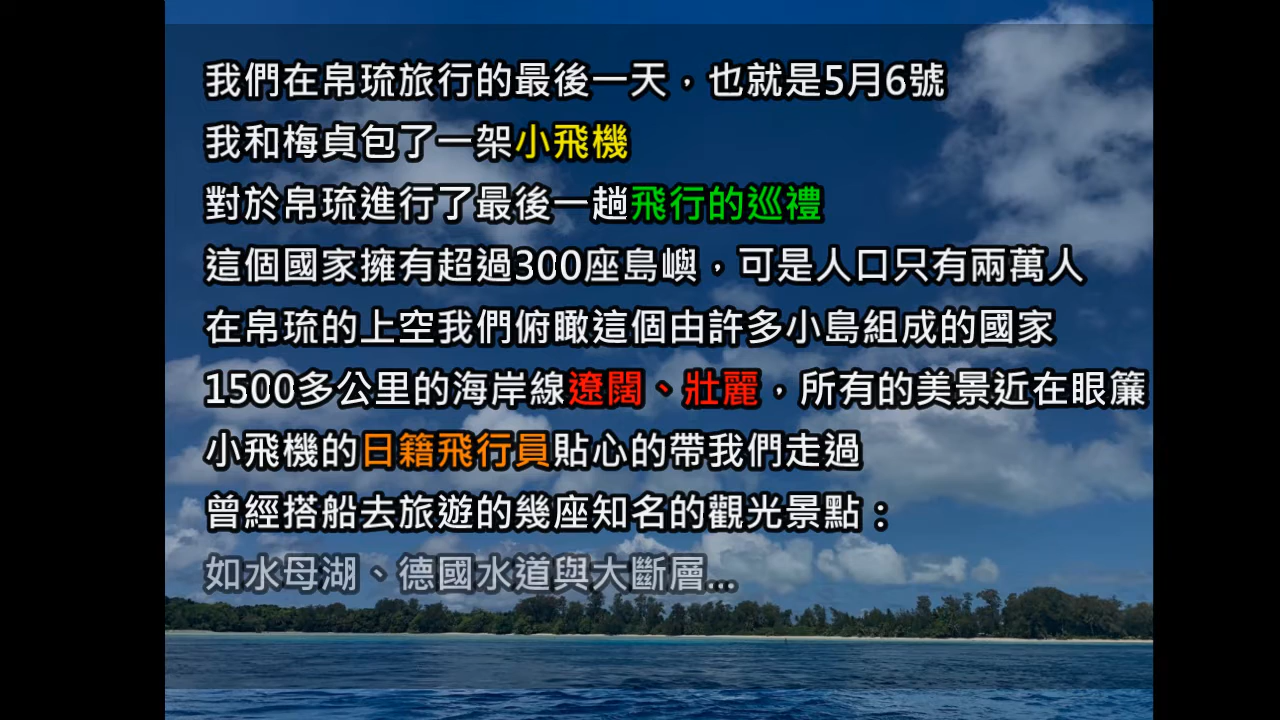 我們在帛琉旅行的最後一天，也就是5月6號
我和梅貞包了一架小飛機
對於帛琉進行了最後一趟飛行的巡禮
這個國家擁有超過300座島嶼，可是人口只有兩萬人
在帛琉的上空我們俯瞰這個由許多小島組成的國家
1500多公里的海岸線遼闊、壯麗，所有的美景近在眼簾
小飛機的日籍飛行員貼心的帶我們走過
曾經搭船去旅遊的幾座知名的觀光景點：
如水母湖、德國水道與大斷層...